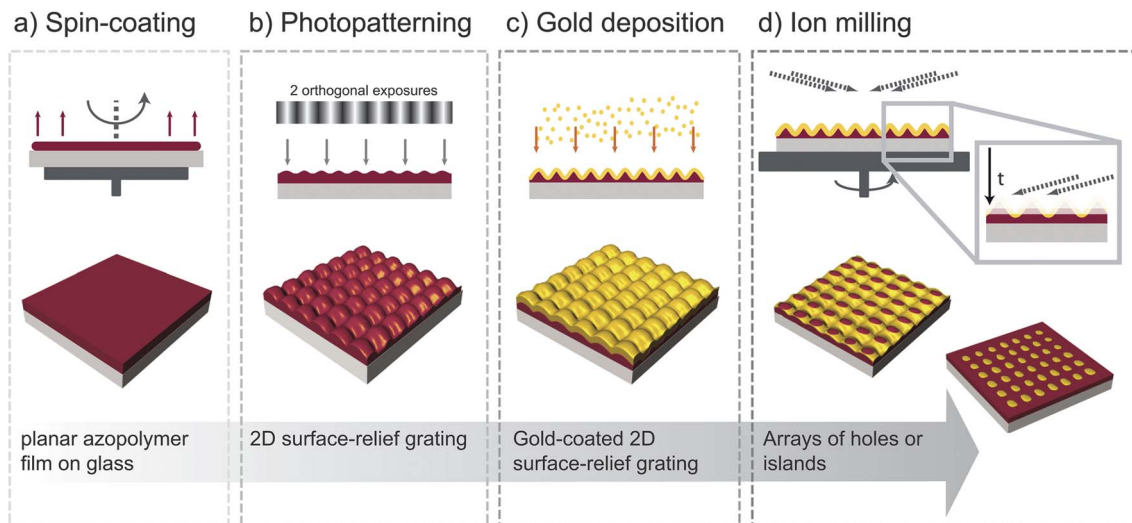 a) Spin-coating
b) Photopatterning
c) Gold deposition
d) Ion milling
2 orthogonal exposures
t
planar azopolymer
film on glass
2D surface-relief grating
Gold-coated 2D
surface-relief grating
Arrays of holes or
islands